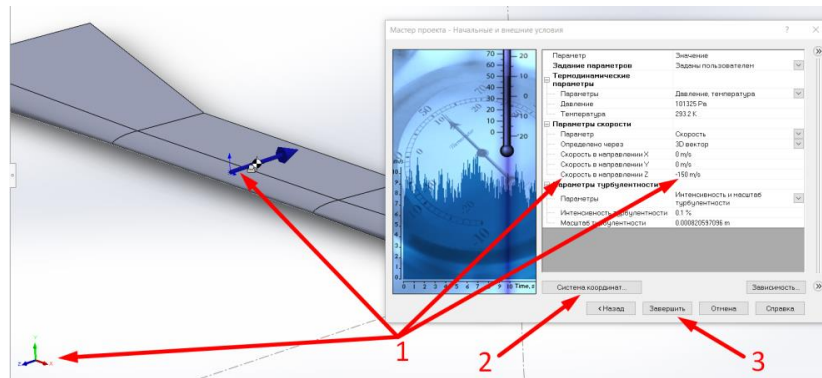 Мастер проекта - Начальные и внешние условия
Параметр Значение
Задание параметров Заданы пользователем
Термодинамические параметры
Параметры Давление, температура
Давление 101325 Pa
Температура 293.2 K
Параметры скорости
Параметр Скорость
Определено через 3D вектор
Скорость в направлении X 0 m/s
Скорость в направлении Y 0 m/s
Скорость в направлении Z -150 m/s
Параметры турбулентности
Параметры Интенсивность и масштаб турбулентности
Интенсивность турбулентности 0.1 %
Масштаб турбулентности 0.000820597096 m
Система координат... Зависимость...
< Назад Завершить Отмена Справка
1
2
3